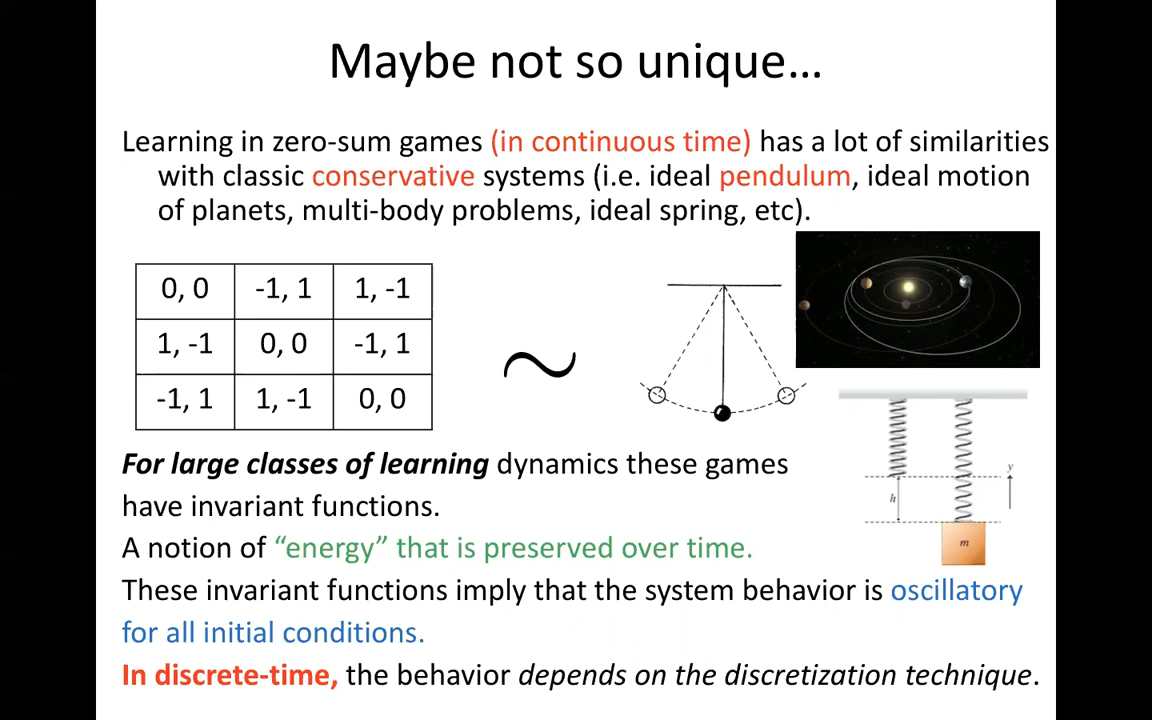 Maybe not so unique…
Learning in zero-sum games (in continuous time) has a lot of similarities
with classic conservative systems (i.e. ideal pendulum, ideal motion
of planets, multi-body problems, ideal spring, etc).
0, 0 -1, 1 1, -1
1, -1 0, 0 -1, 1
-1, 1 1, -1 0, 0
~
y
h
m
For large classes of learning dynamics these games
have invariant functions.
A notion of “energy” that is preserved over time.
These invariant functions imply that the system behavior is oscillatory
for all initial conditions.
In discrete-time, the behavior depends on the discretization technique.